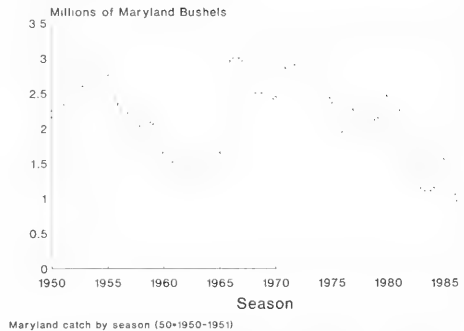 Millions of Maryland Bushels
3 5
3
2.5
2
1.5
1
0.5
0
1950 1955 1960 1965 1970 1975 1980 1985
Season
Maryland catch by season (50=1950-1951)